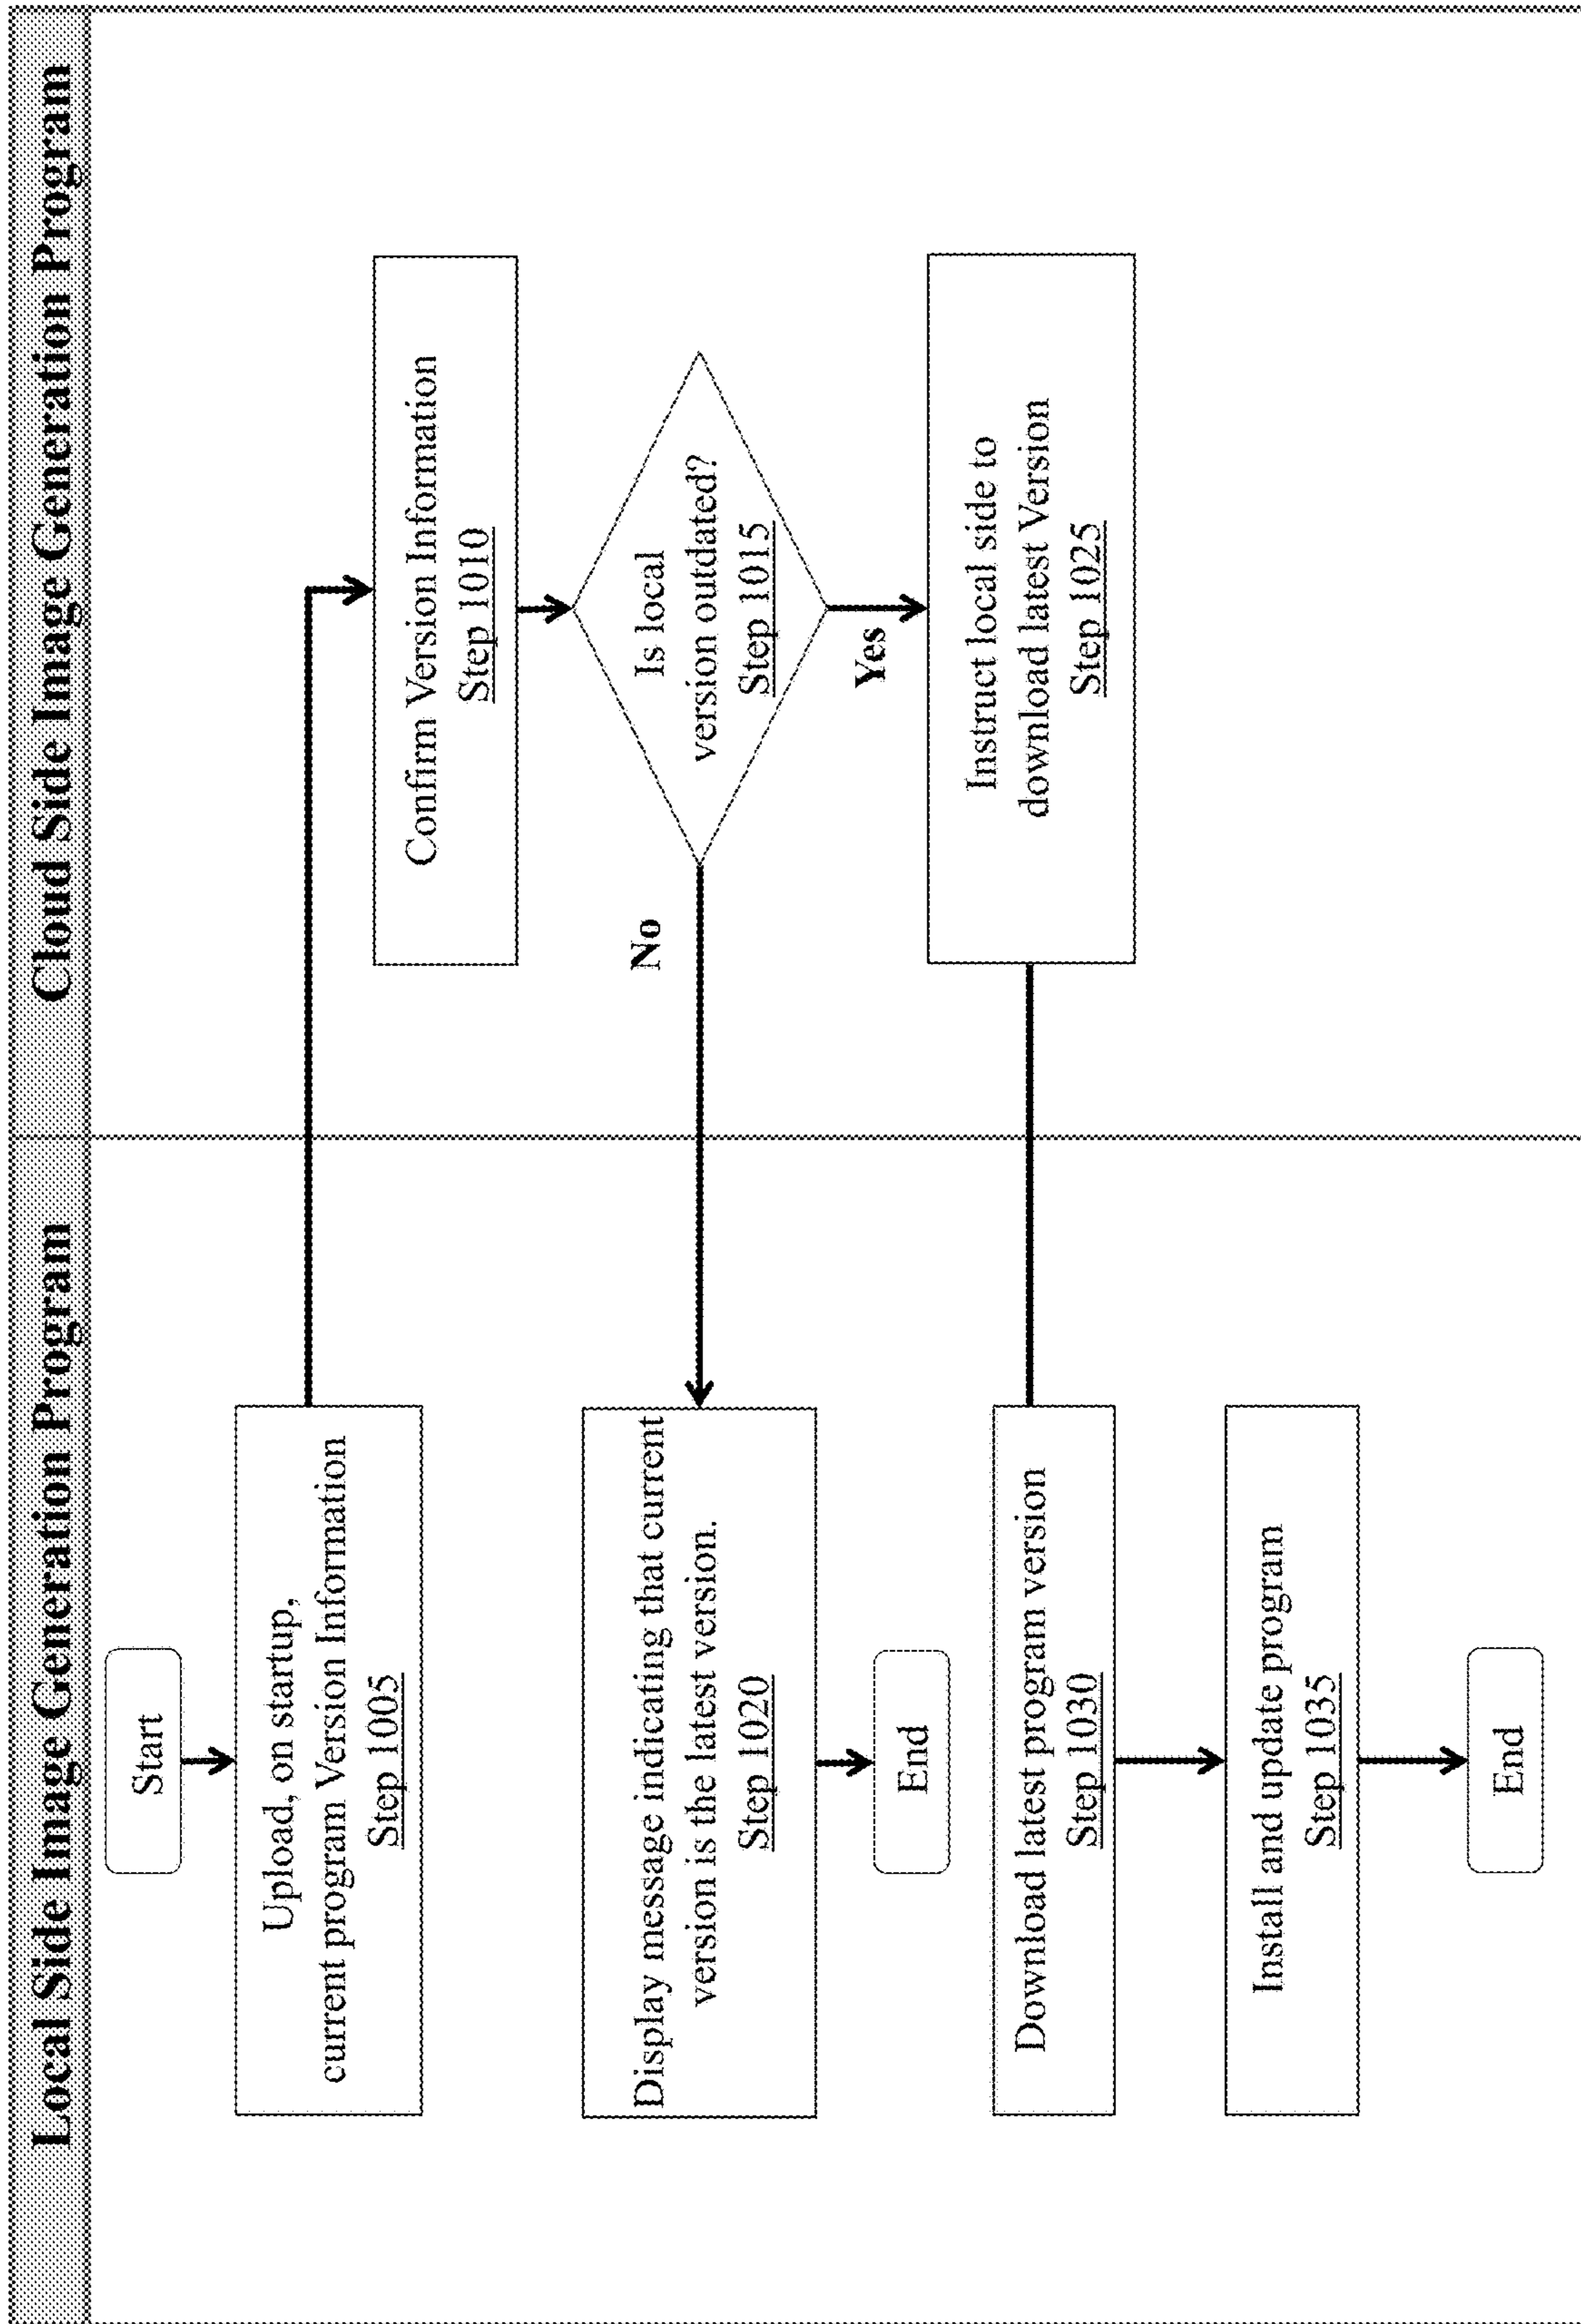 Local Side Image Generation Program
Cloud Side Image Generation Program
Start
Upload, on startup,
current program Version Information
Step 1005
Confirm Version Information
Step 1010
Is local
version outdated?
Step 1015
No
Yes
Display message indicating that current
version is the latest version.
Step 1020
End
Instruct local side to
download latest Version
Step 1025
Download latest program version
Step 1030
Install and update program
Step 1035
End